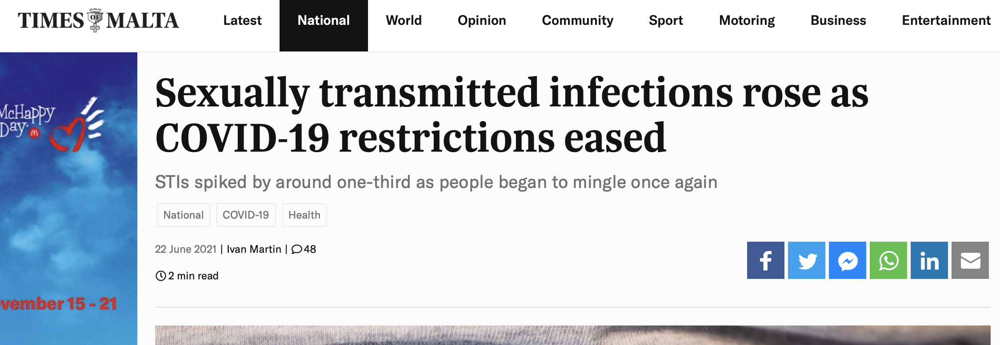 TIMES OF MALTA
Latest
National
World
Opinion
Community
Sport
Motoring
Business
Entertainment
McHappy
Day
Sexually transmitted infections rose as
COVID-19 restrictions eased
STIs spiked by around one-third as people began to mingle once again
National
COVID-19
Health
22 June 2021 | Ivan Martin | 48
2 min read
vember 15 - 21